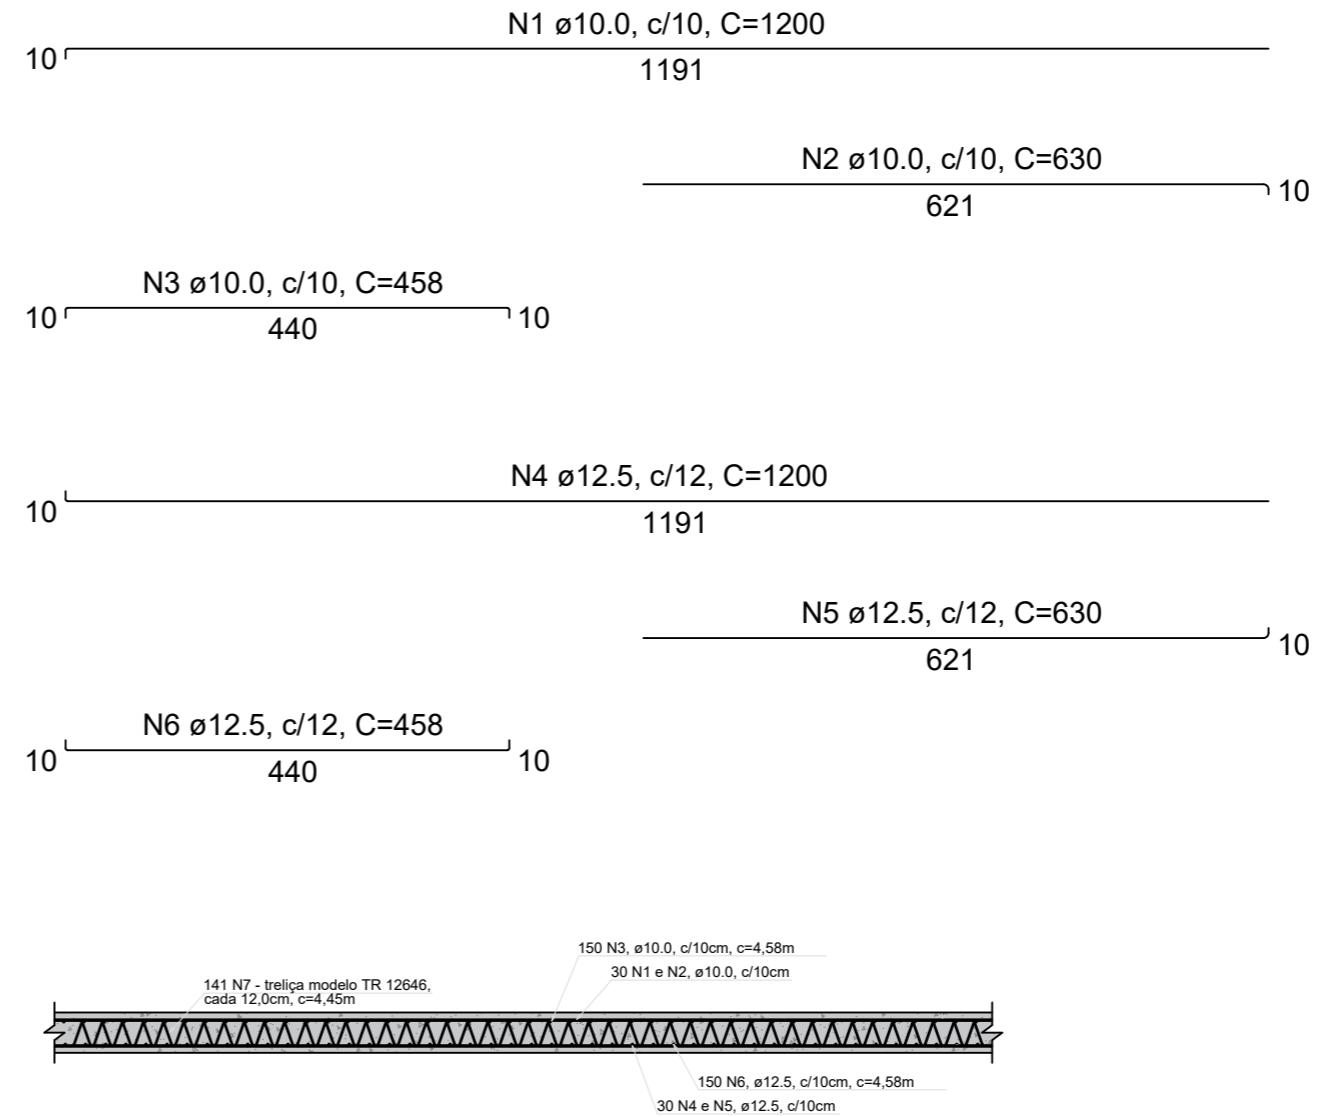 N1 ø10.0, c/10, C=1200
10
1191
N2 ø10.0, c/10, C=630
10
621
N3 ø10.0, c/10, C=458
10
10
440
N4 ø12.5, c/12, C=1200
10
1191
N5 ø12.5, c/12, C=630
10
621
N6 ø12.5, c/12, C=458
10
10
440
150 N3, ø10.0, c/10cm, c=4,58m
30 N1 e N2, ø10.0, c/10cm
141 N7 - treliça modelo TR 12646,
cada 12,0cm, c=4,45m
150 N6, ø12.5, c/10cm, c=4,58m
30 N4 e N5, ø12.5, c/10cm